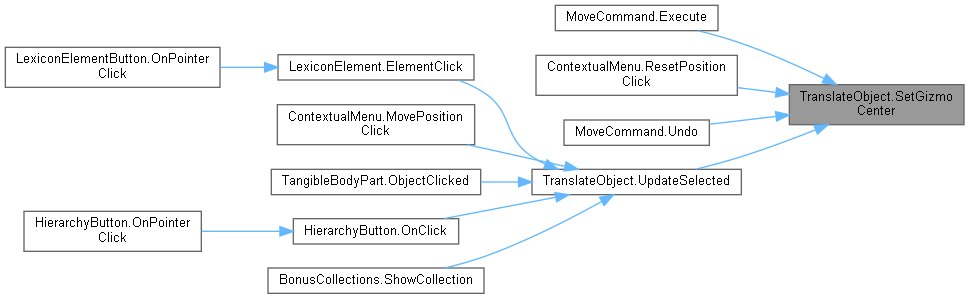 MoveCommand.Execute
LexiconElementButton.OnPointer
Click
LexiconElement.ElementClick
ContextualMenu.ResetPosition
Click
TranslateObject.SetGizmo
Center
ContextualMenu.MovePosition
Click
MoveCommand.Undo
TangibleBodyPart.ObjectClicked
TranslateObject.UpdateSelected
HierarchyButton.OnPointer
Click
HierarchyButton.OnClick
BonusCollections.ShowCollection